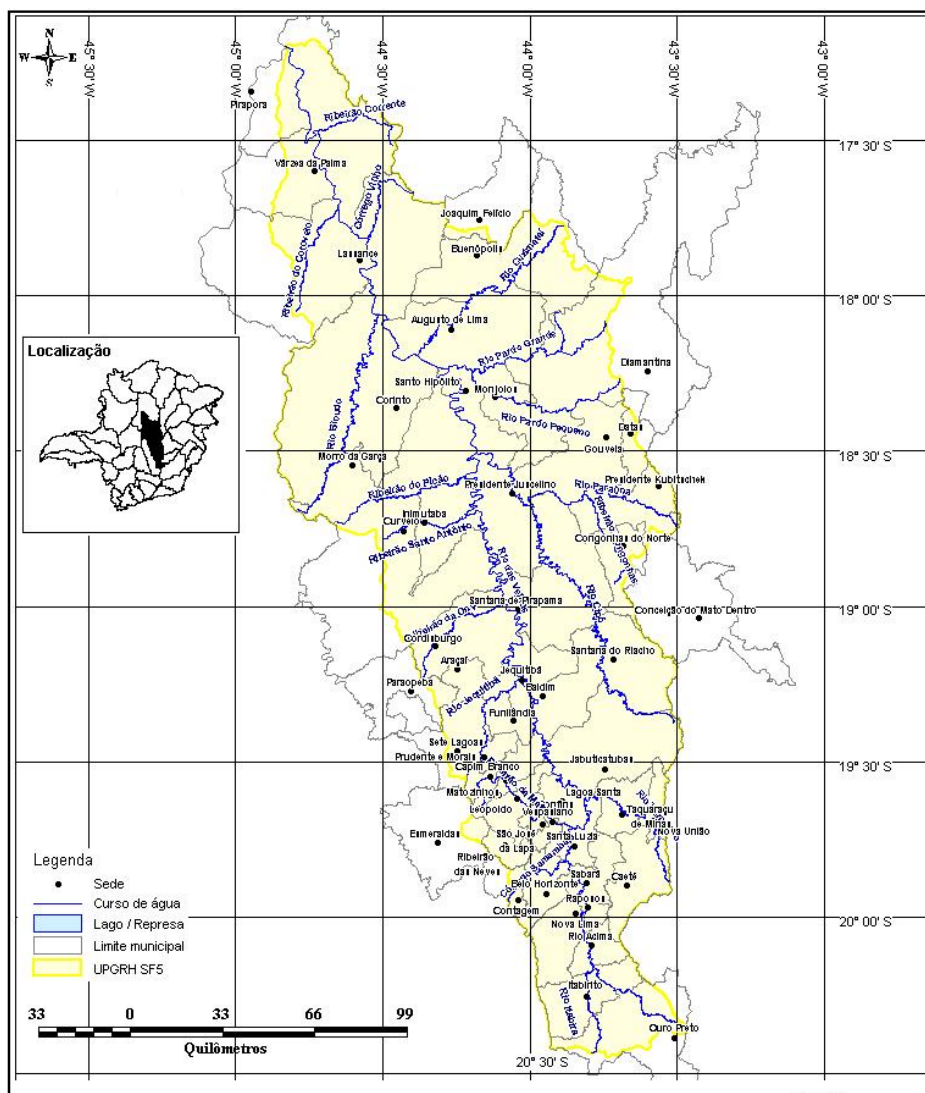 N
W E
S
45° 30' W
45° 00' W
44° 30' W
44° 00' W
43° 30' W
43° 00' W
Pirapora
Ribeirão Corrente
17° 30' S
Várzea da Palma
Córrego Vinho
Joaquim Felício
Buenópolis
Lassance
Ribeirão do Corovelo
Rio Curimataí
18° 00' S
Augusto de Lima
Localização
Rio Pardo Grande
Diamantina
Santo Hipólito
Monjolos
Corinto
Rio Bicudo
Rio Pardo Pequeno
Datas
Gouveia
Morro da Garça
18° 30' S
Ribeirão do Picão
Presidente Juscelino
Rio Paraúna
Presidente Kubitschek
Inimutaba
Curvelo
Ribeirão Santo Antônio
Congonhas do Norte
Rio das Velhas
Rio Cipó
Santana de Pirapama
19° 00' S
Conceição do Mato Dentro
Ribeirão da Onça
Cordisburgo
Araçaí
Santana do Riacho
Paraopeba
Rio Jequitibá
Jequitibá
Baldim
Funilândia
Sete Lagoas
Prudente e Morais
Capim Branco
Jabuticatubas
19° 30' S
Matozinhos
Lagoa Santa
Leopoldo
Confins
Vespasiano
Taquaraçu
de Minas
Nova União
Esmeraldas
São José
da Lapa
Santa Luzia
Ribeirão
das Neves
Sabará
Caeté
Belo Horizonte
Raposos
Contagem
20° 00' S
Nova Lima
Rio Acima
Itabirito
Rio Itabira
Ouro Preto
20° 30' S
Legenda
Sede
Curso de água
Lago / Represa
Limite municipal
UPGRH SF5
33 0 33 66 99
Quilômetros